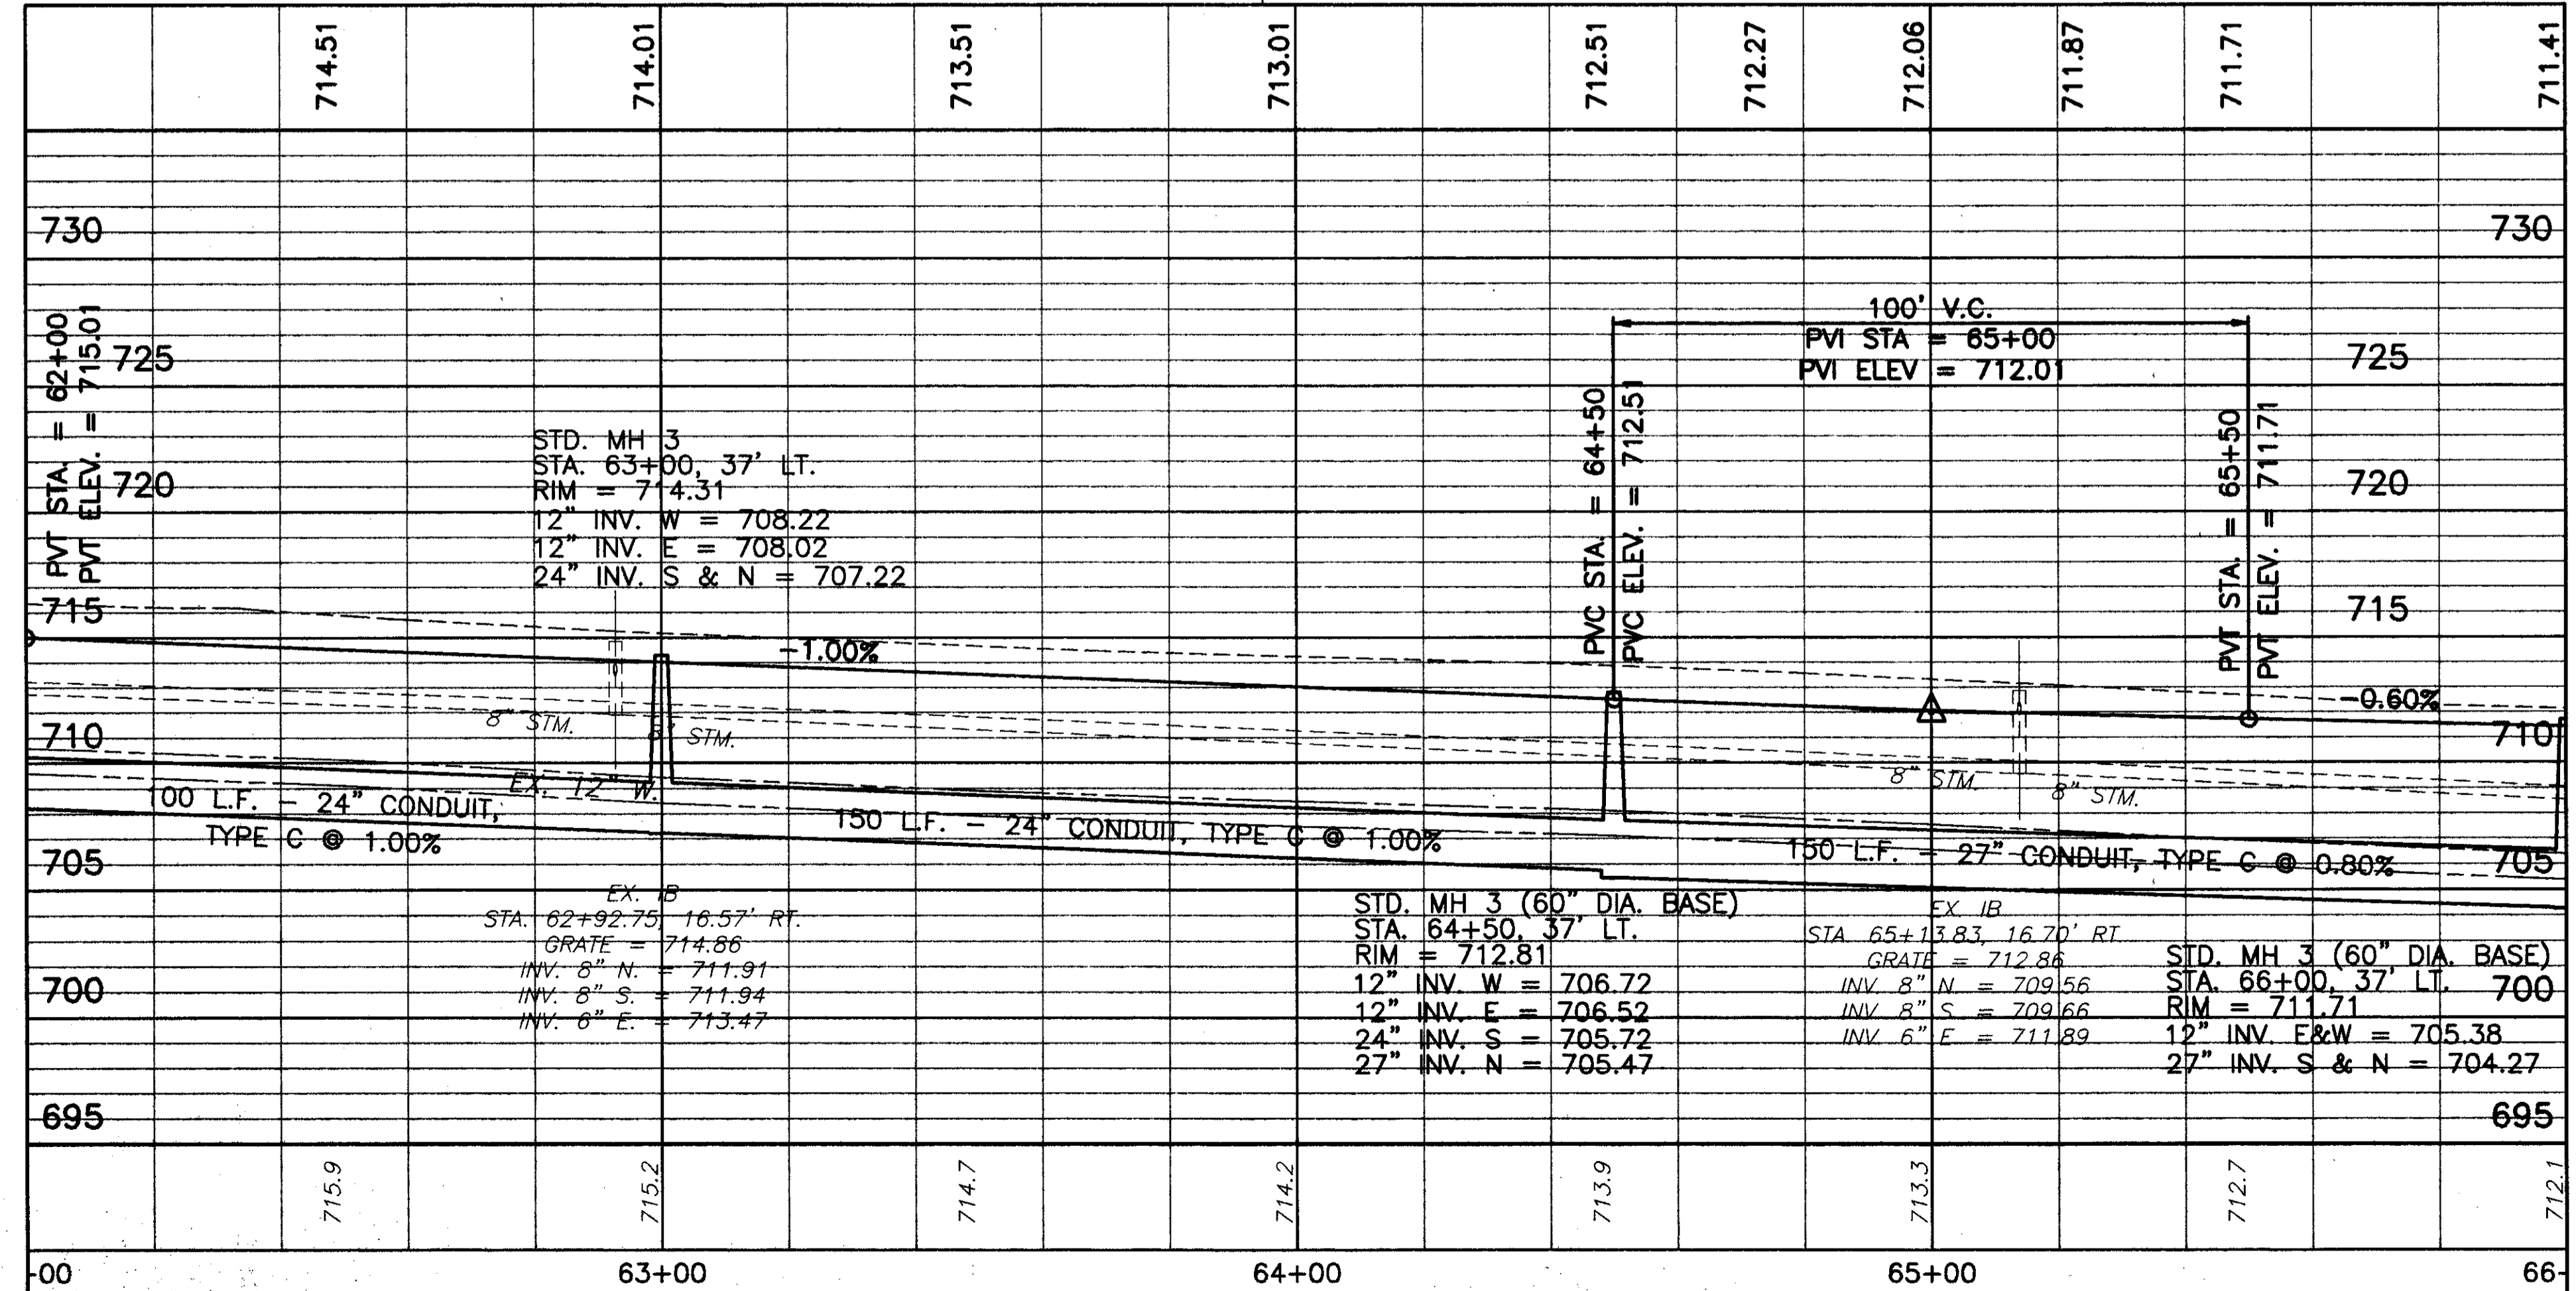 714.51
714.01
713.51
713.01
712.51
712.27
712.06
711.87
711.71
711.41
730
730
PVT STA. = 62+00
PVT ELEV. = 715.01
725
725
100' V.C.
PVI STA = 65+00
PVI ELEV = 712.01
PVC STA. = 64+50
PVC ELEV. = 712.51
PVT STA. = 65+50
PVT ELEV. = 711.71
720
720
STD. MH 3
STA. 63+00, 37' LT.
RIM = 714.31
12" INV. W = 708.22
12" INV. E = 708.02
24" INV. S & N = 707.22
715
715
-1.00%
-0.60%
8" STM.
8" STM.
8" STM.
8" STM.
710
710
EX. 12" W.
100 L.F. - 24" CONDUIT,
TYPE C @ 1.00%
150 L.F. - 24" CONDUIT, TYPE C @ 1.00%
150 L.F. - 27" CONDUIT, TYPE C @ 0.80%
705
705
EX. IB
STA. 62+92.75, 16.57' RT.
GRATE = 714.86
INV. 8" N. = 711.91
INV. 8" S. = 711.94
INV. 6" E. = 713.47
STD. MH 3 (60" DIA. BASE)
STA. 64+50, 37' LT.
RIM = 712.81
12" INV. W = 706.72
12" INV. E = 706.52
24" INV. S = 705.72
27" INV. N = 705.47
EX IB
STA 65+13.83, 16.70' RT
GRATE = 712.86
INV 8" N = 709.56
INV 8" S = 709.66
INV 6" E = 711.89
STD. MH 3 (60" DIA. BASE)
STA. 66+00, 37' LT.
RIM = 711.71
12" INV. E&W = 705.38
27" INV. S & N = 704.27
700
700
695
695
715.9
715.2
714.7
714.2
713.9
713.3
712.7
712.1
+00
63+00
64+00
65+00
66+